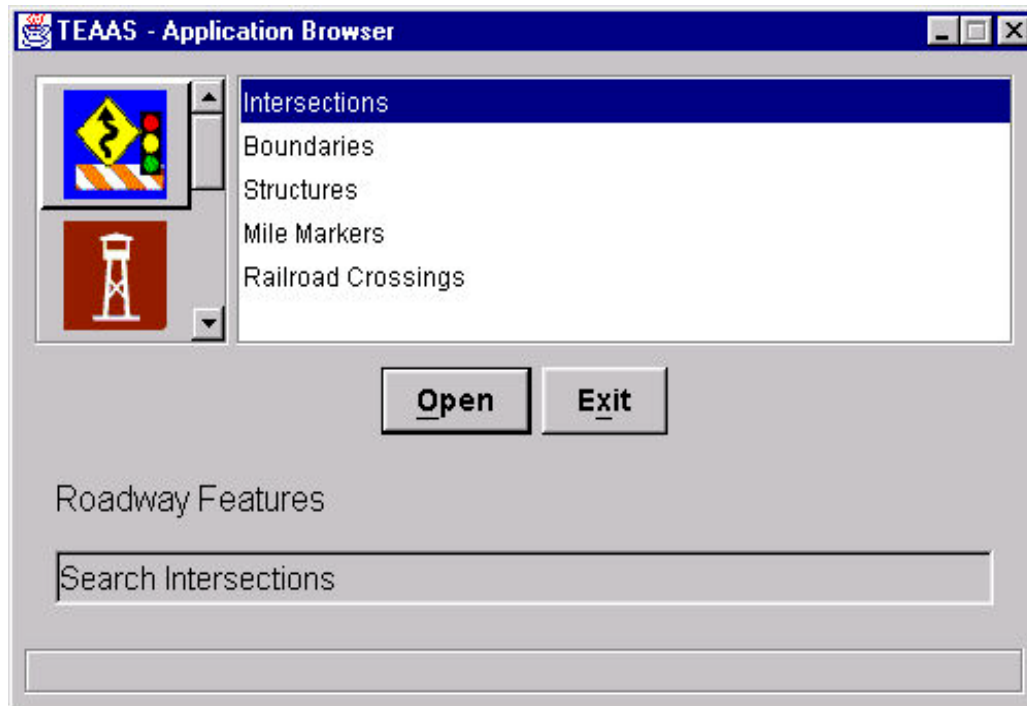 TEAAS - Application Browser
Intersections
Boundaries
Structures
Mile Markers
Railroad Crossings
Open
Exit
Roadway Features
Search Intersections